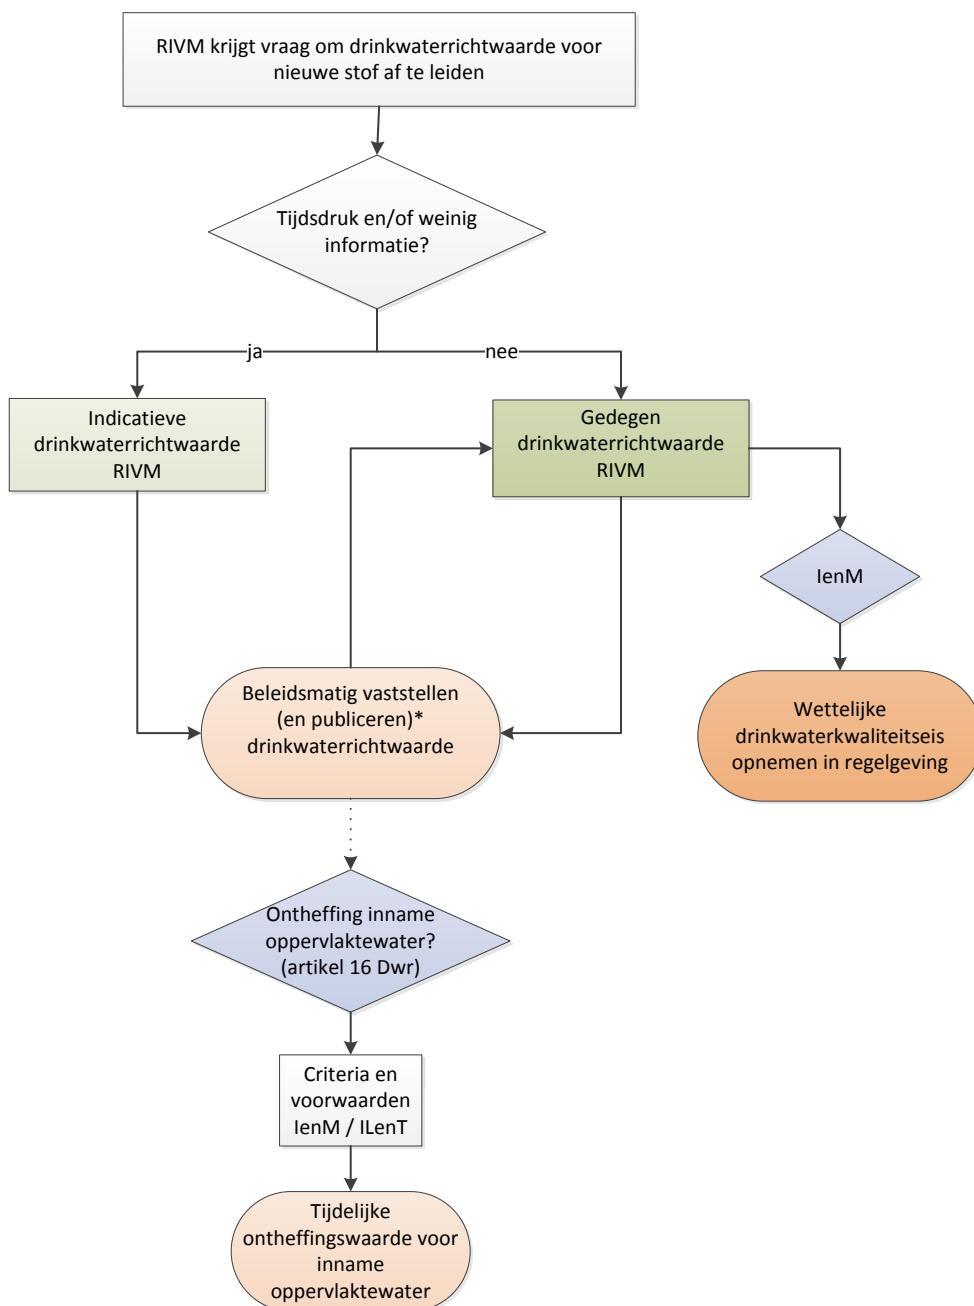 RIVM krijgt vraag om drinkwaterrichtwaarde voor
nieuwe stof af te leiden
Tijdsdruk en/of weinig
informatie?
ja
nee
Indicatieve
drinkwaterrichtwaarde
RIVM
Gedegen
drinkwaterrichtwaarde
RIVM
IenM
Beleidsmatig vaststellen
(en publiceren)*
drinkwaterrichtwaarde
Wettelijke
drinkwaterkwaliteitseis
opnemen in regelgeving
Ontheffing inname
oppervlaktewater?
(artikel 16 Dwr)
Criteria en
voorwaarden
IenM / ILenT
Tijdelijke
ontheffingswaarde voor
inname
oppervlaktewater